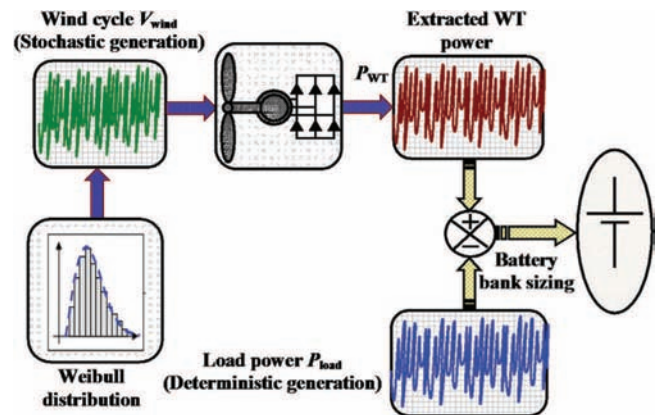 Wind cycle Vwind
(Stochastic generation)
Extracted WT
power
PWT
+
−
Battery
bank sizing
Weibull
distribution
Load power Pload
(Deterministic generation)